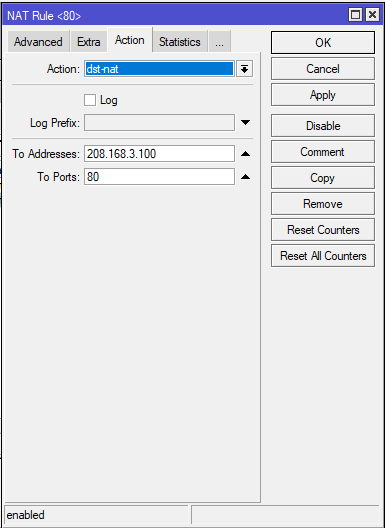 NAT Rule <80>
Advanced Extra Action Statistics ...
Action: dst-nat
Log
Log Prefix:
To Addresses: 208.168.3.100
To Ports: 80
OK
Cancel
Apply
Disable
Comment
Copy
Remove
Reset Counters
Reset All Counters
enabled